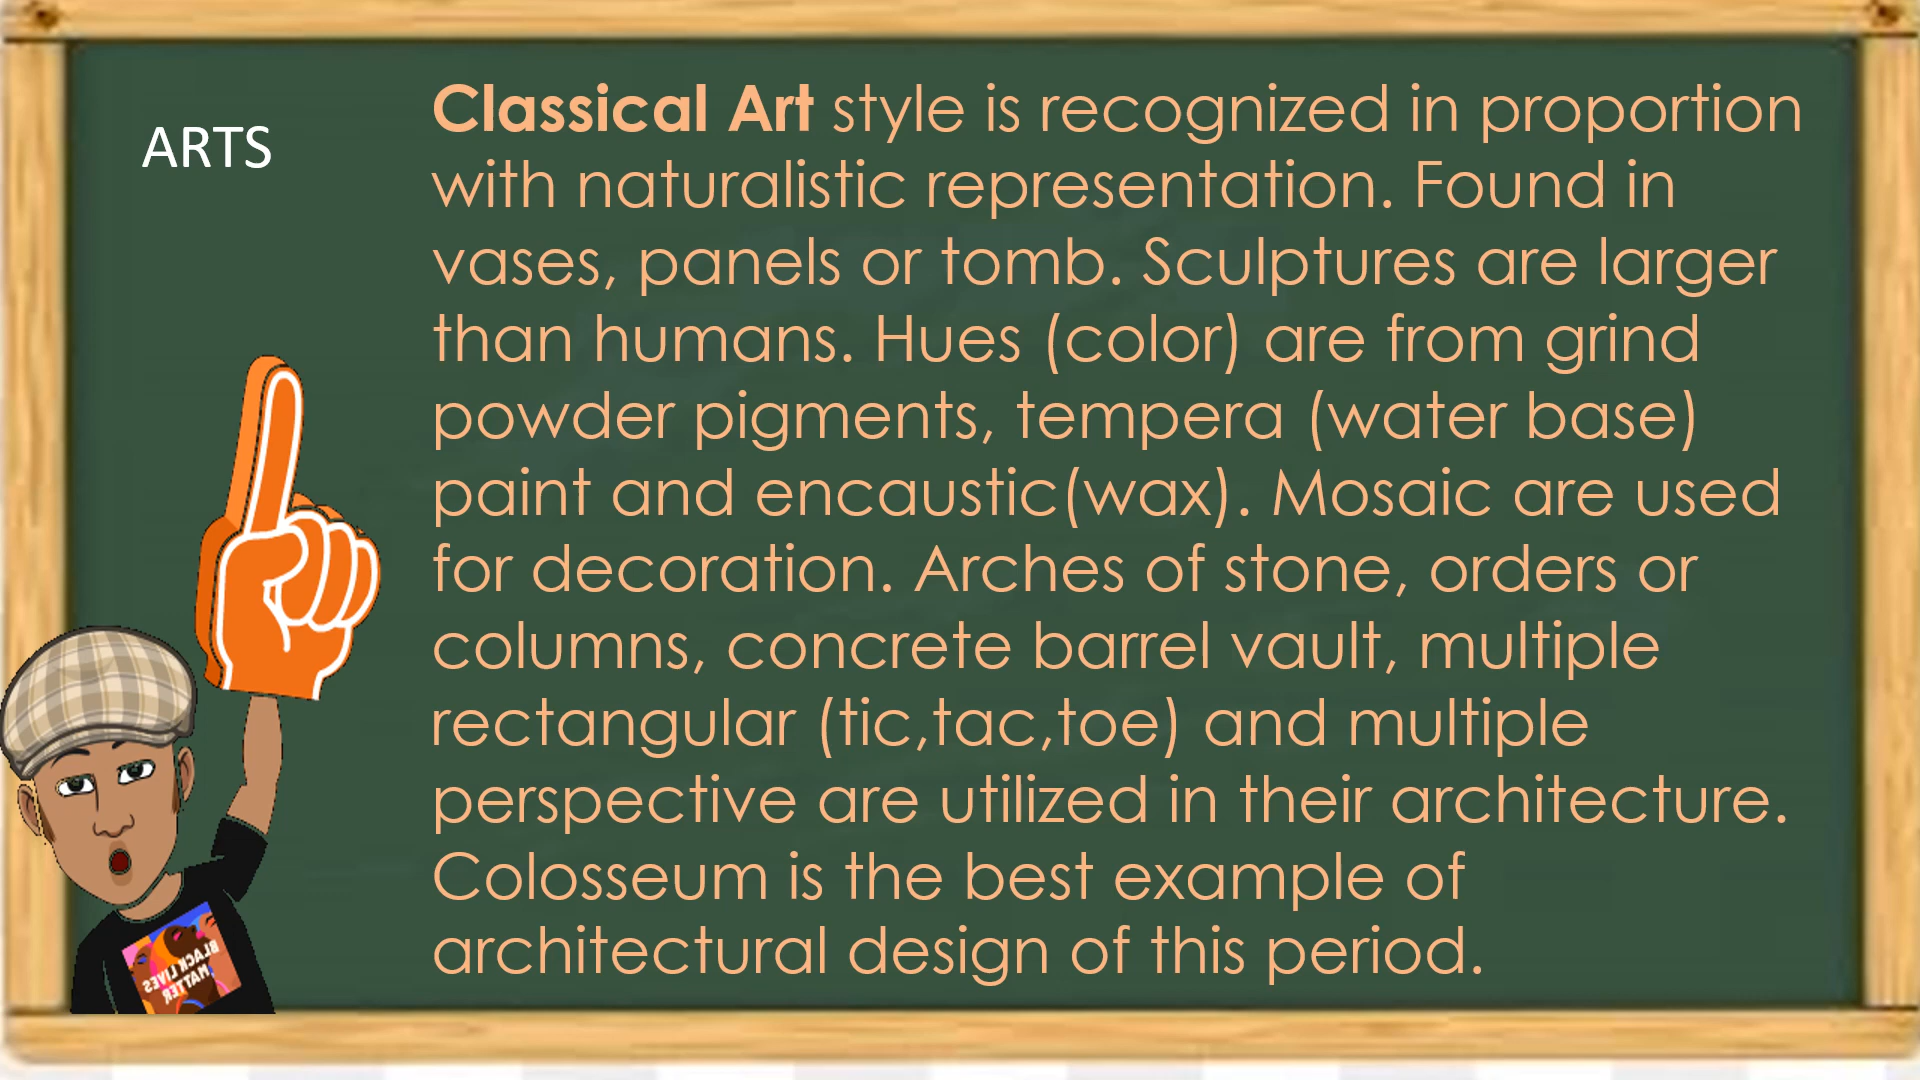 ARTS
Classical Art style is recognized in proportion
with naturalistic representation. Found in
vases, panels or tomb. Sculptures are larger
than humans. Hues (color) are from grind
powder pigments, tempera (water base)
paint and encaustic(wax). Mosaic are used
for decoration. Arches of stone, orders or
columns, concrete barrel vault, multiple
rectangular (tic,tac,toe) and multiple
perspective are utilized in their architecture.
Colosseum is the best example of
architectural design of this period.
BLACK LIVES
MATTER